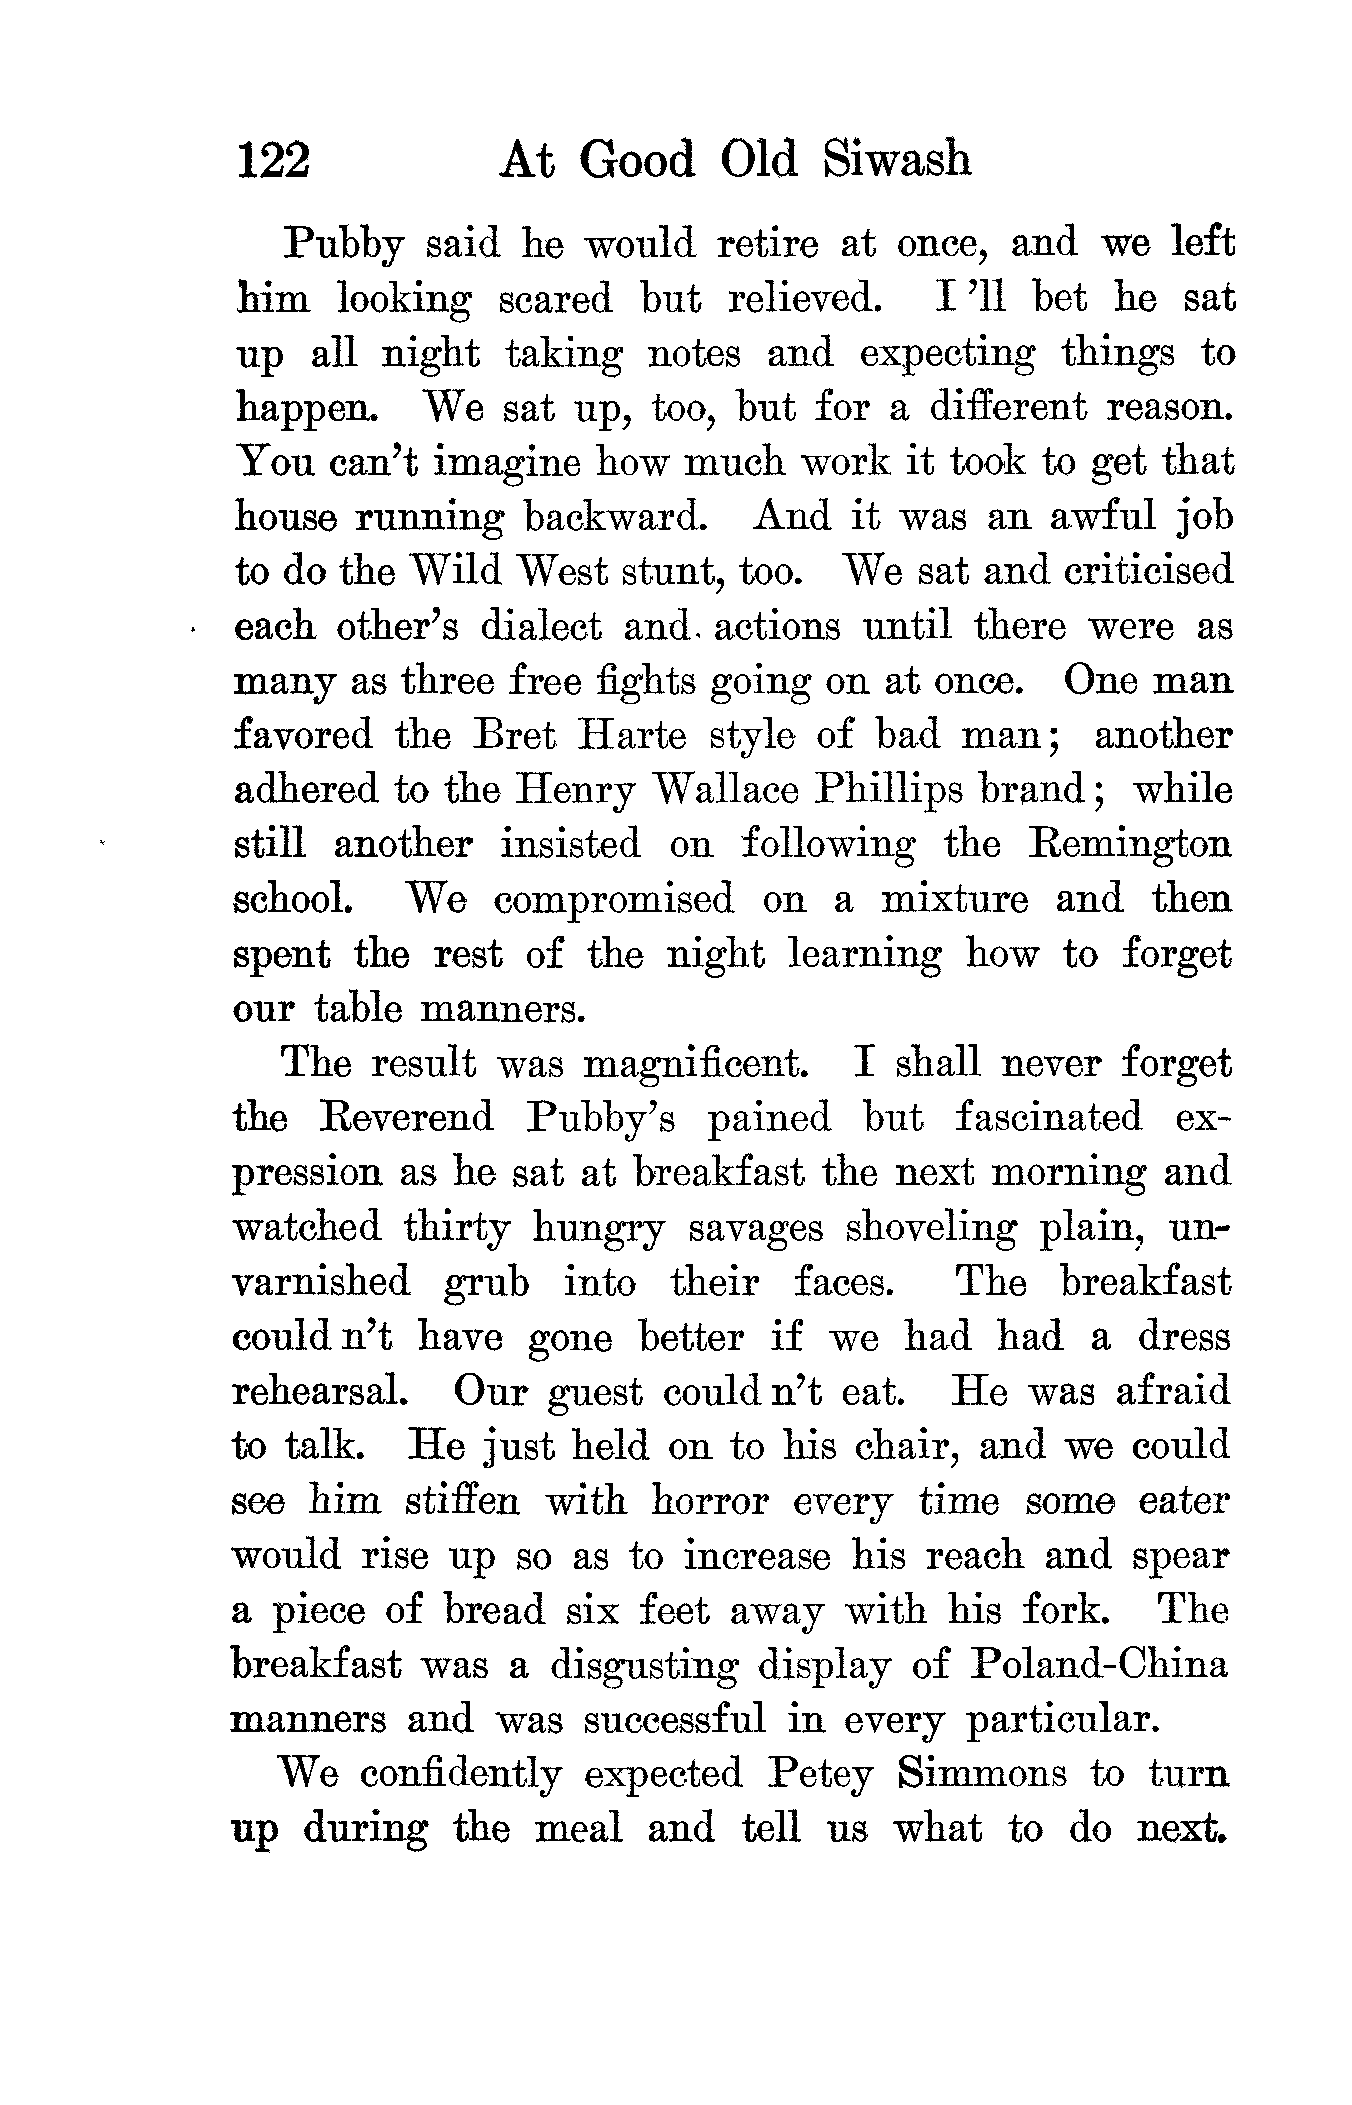 122 At Good Old Siwash
Pubby said he would retire at once, and we left
him looking scared but relieved. I 'll bet he sat
up all night taking notes and expecting things to
happen. We sat up, too, but for a different reason.
You can't imagine how much work it took to get that
house running backward. And it was an awful job
to do the Wild West stunt, too. We sat and criticised
each other's dialect and actions until there were as
many as three free fights going on at once. One man
favored the Bret Harte style of bad man; another
adhered to the Henry Wallace Phillips brand; while
still another insisted on following the Remington
school. We compromised on a mixture and then
spent the rest of the night learning how to forget
our table manners.
The result was magnificent. I shall never forget
the Reverend Pubby's pained but fascinated ex-
pression as he sat at breakfast the next morning and
watched thirty hungry savages shoveling plain, un-
varnished grub into their faces. The breakfast
could n't have gone better if we had had a dress
rehearsal. Our guest could n't eat. He was afraid
to talk. He just held on to his chair, and we could
see him stiffen with horror every time some eater
would rise up so as to increase his reach and spear
a piece of bread six feet away with his fork. The
breakfast was a disgusting display of Poland-China
manners and was successful in every particular.
We confidently expected Petey Simmons to turn
up during the meal and tell us what to do next.